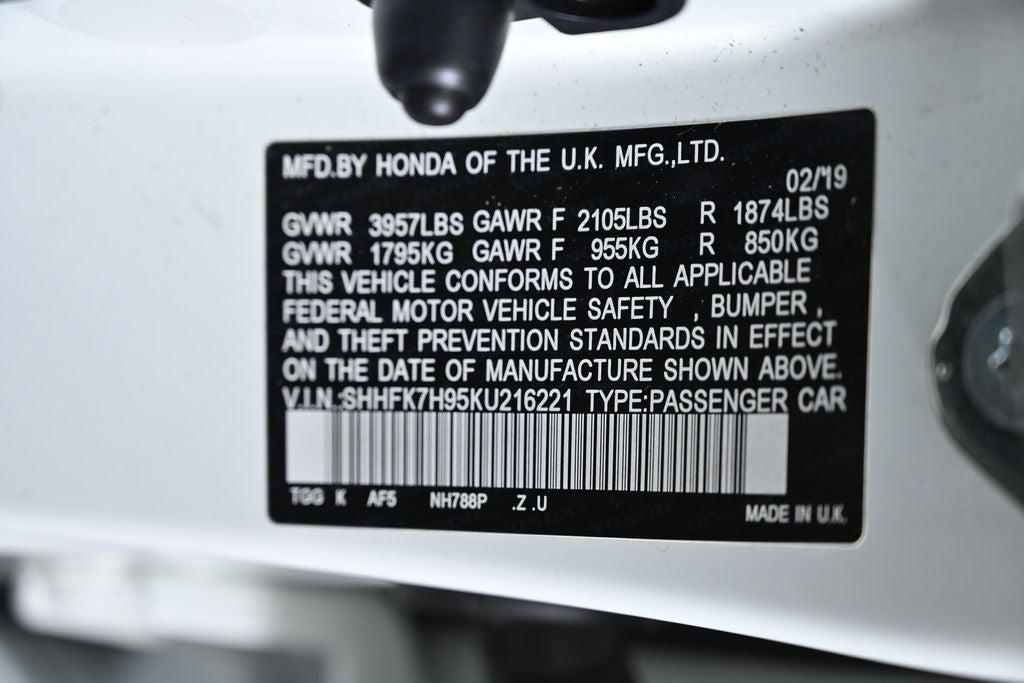 MFD.BY HONDA OF THE U.K. MFG.,LTD.
02/'19
GVWR 3957LBS GAWR F 2105LBS R 1874LBS
GVWR 1795KG GAWR F 955KG R 850KG
THIS VEHICLE CONFORMS TO ALL APPLICABLE
FEDERAL MOTOR VEHICLE SAFETY , BUMPER ,
AND THEFT PREVENTION STANDARDS IN EFFECT
ON THE DATE OF MANUFACTURE SHOWN ABOVE.
V.I.N.:SHHFK7H95KU216221 TYPE:PASSENGER CAR
TGG K AF5 NH788P .Z .U
MADE IN U.K.